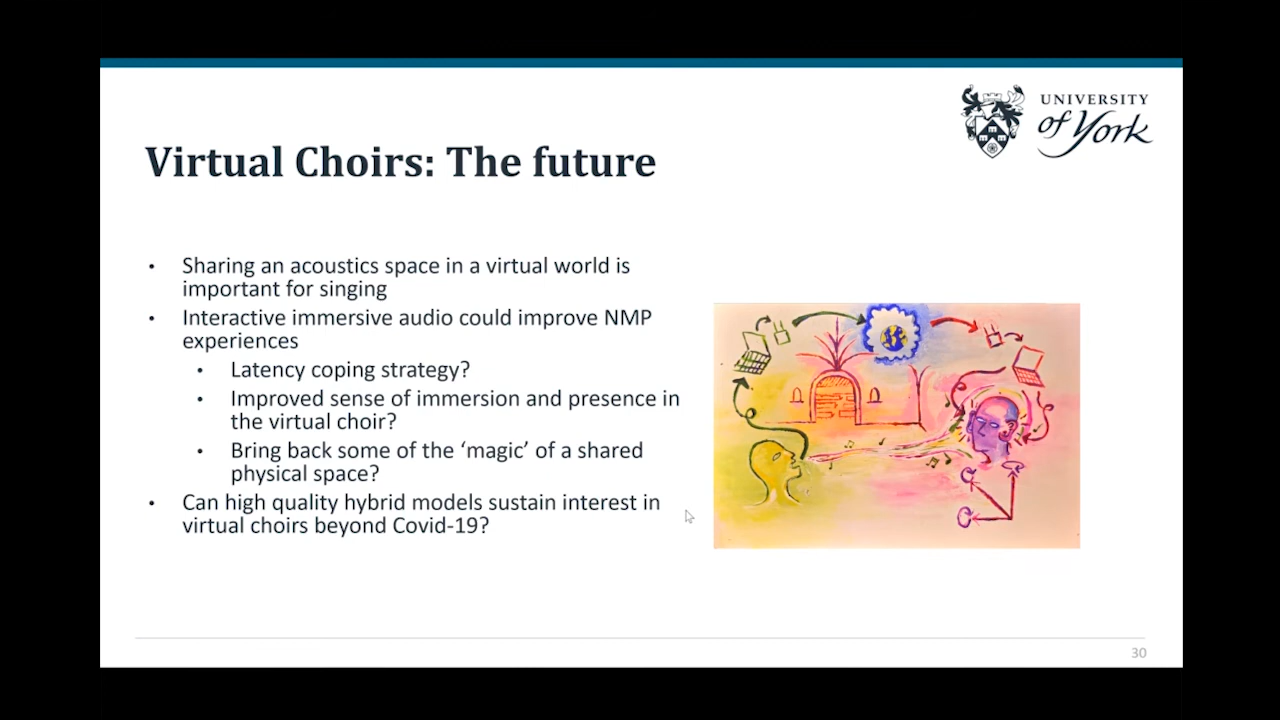 UNIVERSITY
of York
Virtual Choirs: The future
• Sharing an acoustics space in a virtual world is
important for singing
• Interactive immersive audio could improve NMP
experiences
• Latency coping strategy?
• Improved sense of immersion and presence in
the virtual choir?
• Bring back some of the ‘magic’ of a shared
physical space?
• Can high quality hybrid models sustain interest in
virtual choirs beyond Covid-19?
30